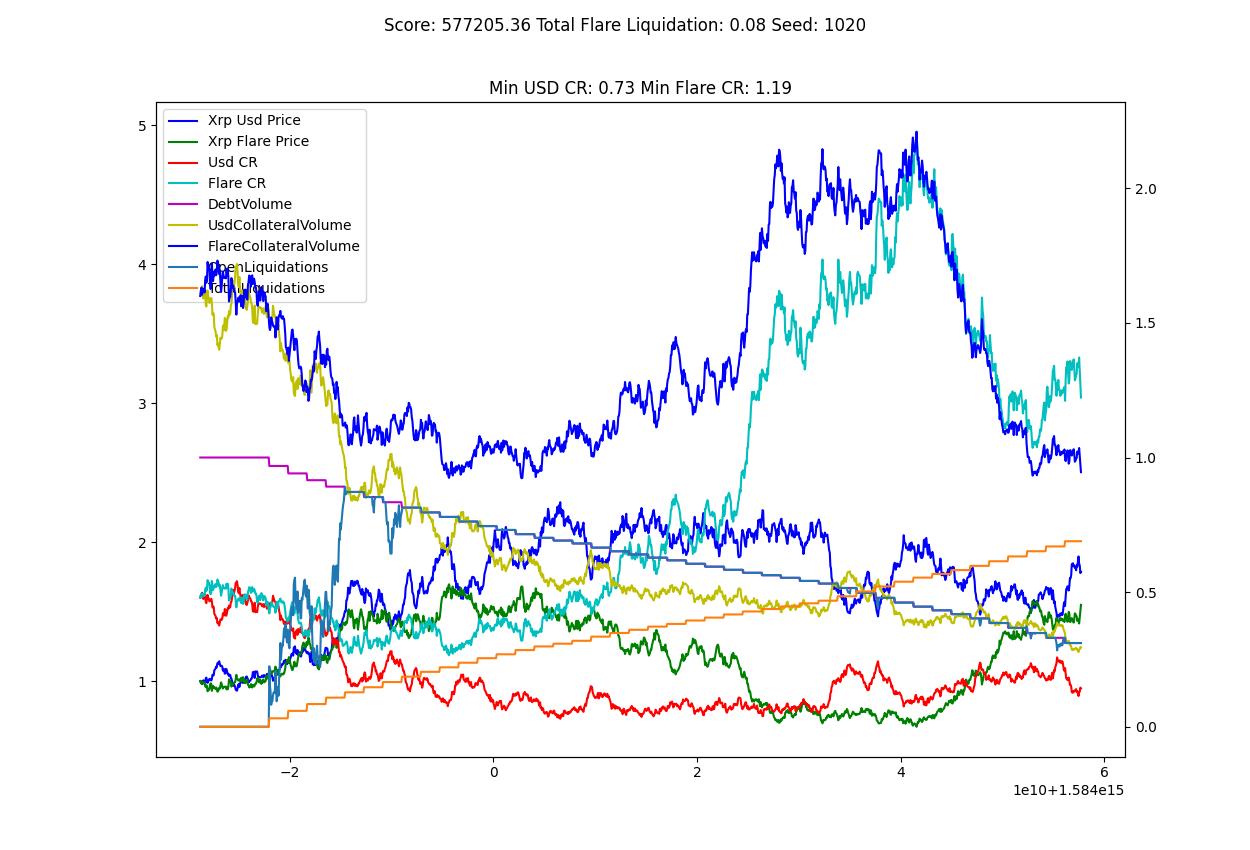 Score: 577205.36 Total Flare Liquidation: 0.08 Seed: 1020
Min USD CR: 0.73 Min Flare CR: 1.19
Xrp Usd Price
Xrp Flare Price
Usd CR
Flare CR
DebtVolume
UsdCollateralVolume
FlareCollateralVolume
OpenLiquidations
TotalLiquidations
5
4
3
2
1
2.0
1.5
1.0
0.5
0.0
−2
0
2
4
6
1e10+1.584e15